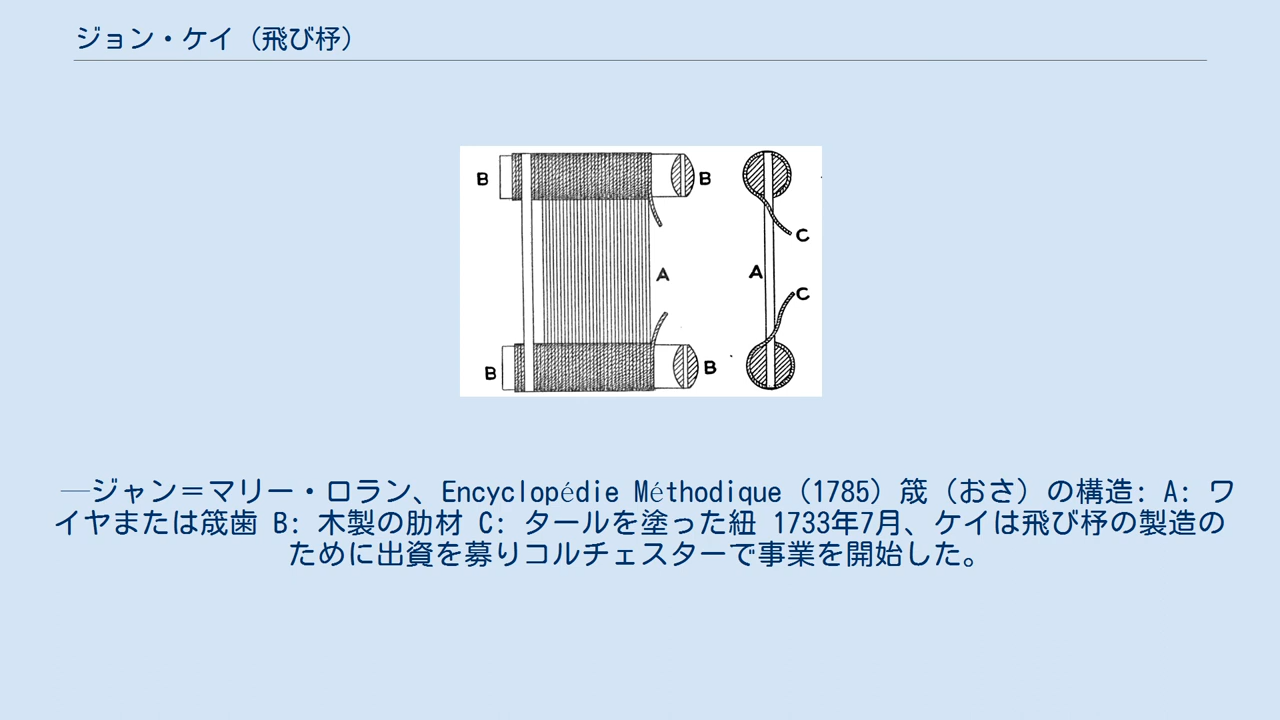 ジョン・ケイ（飛び杼）
B
B
C
A
A
C
B
B
―ジャン＝マリー・ロラン、Encyclopédie Méthodique（1785）筬（おさ）の構造: A: ワ
イヤまたは筬歯 B: 木製の肋材 C: タールを塗った紐 1733年7月、ケイは飛び杼の製造の
ために出資を募りコルチェスターで事業を開始した。